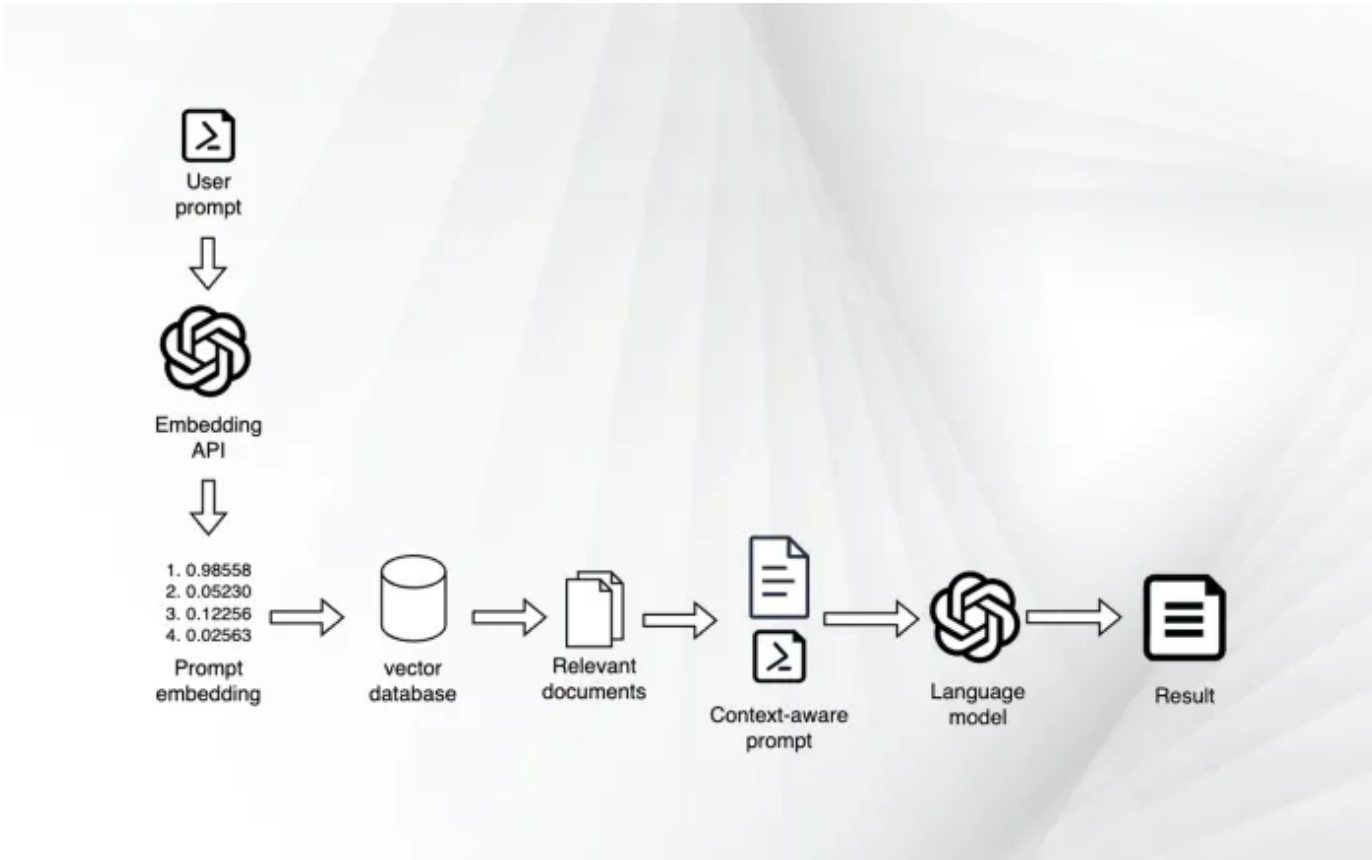 User
prompt
Embedding
API
1. 0.98558
2. 0.05230
3. 0.12256
4. 0.02563
Prompt
embedding
vector
database
Relevant
documents
Context-aware
prompt
Language
model
Result